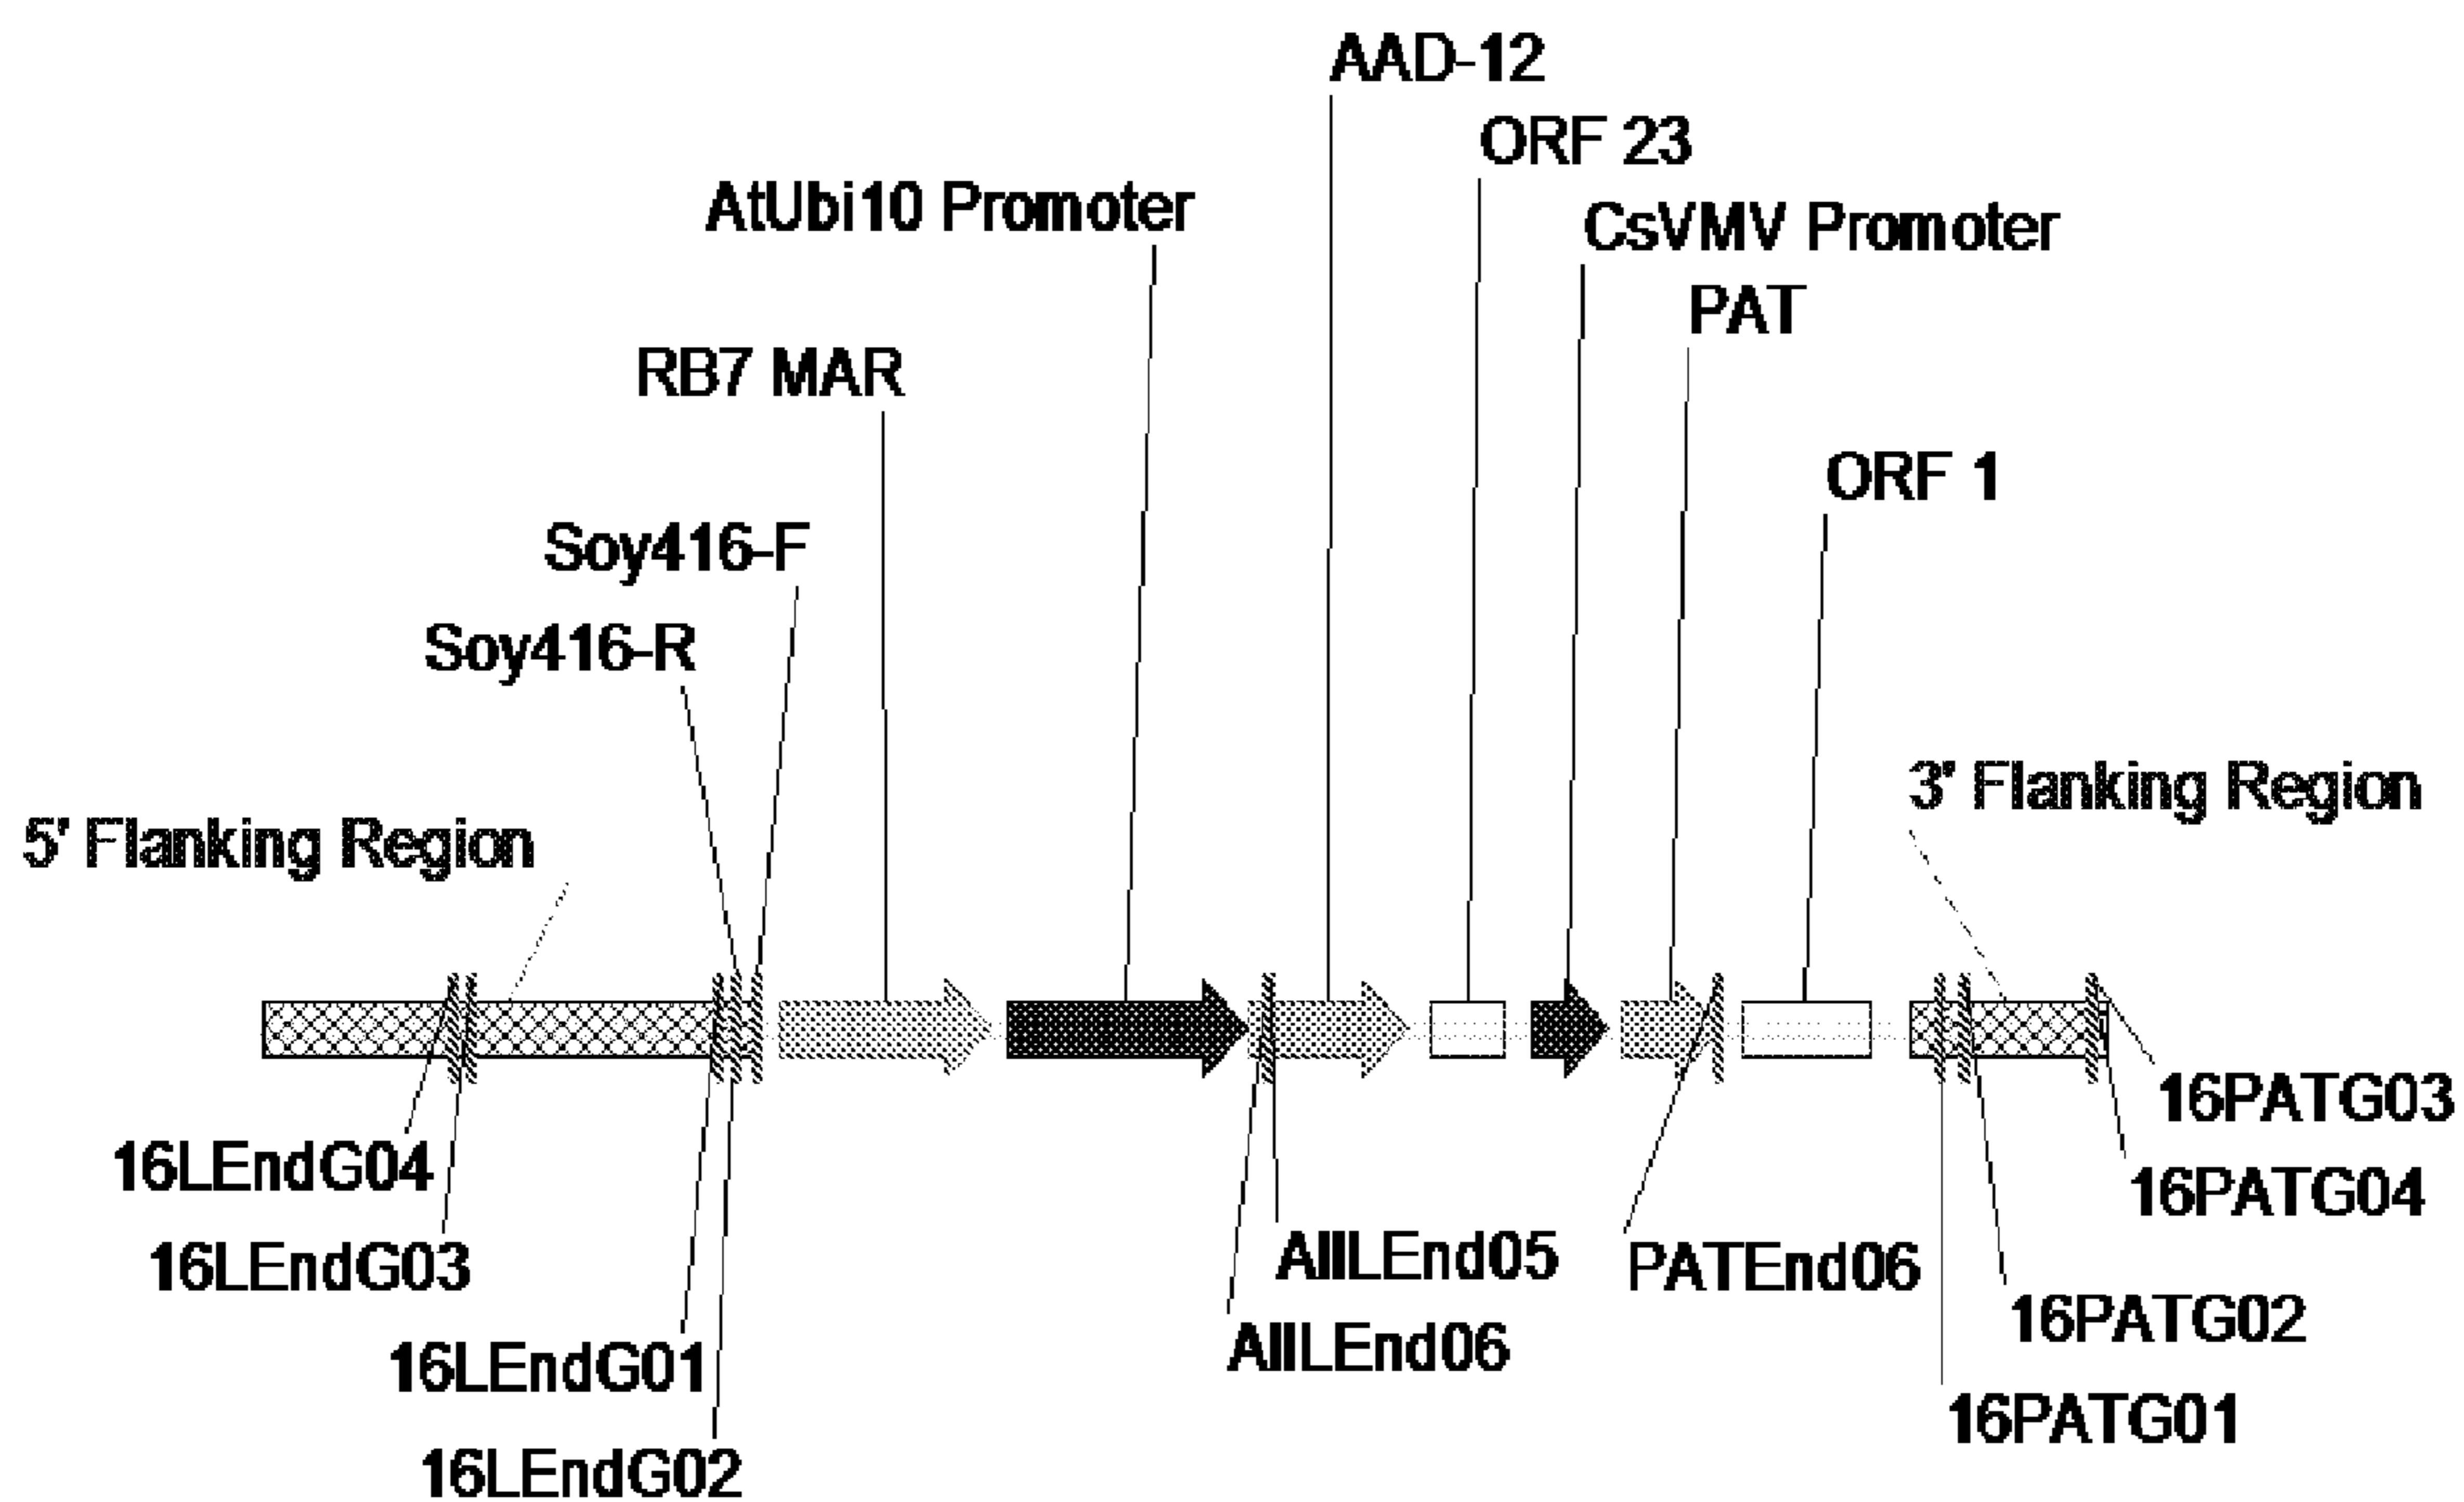 AAD-12
ORF 23
AtUbi10 Promoter
CsVMV Promoter
PAT
RB7 MAR
ORF 1
Soy416-F
Soy416-R
3' Flanking Region
5' Flanking Region
16PATG03
16LEndG04
16PATG04
16LEndG03
AllLEnd05
PATEnd06
16PATG02
AllLEnd06
16LEndG01
16PATG01
16LEndG02